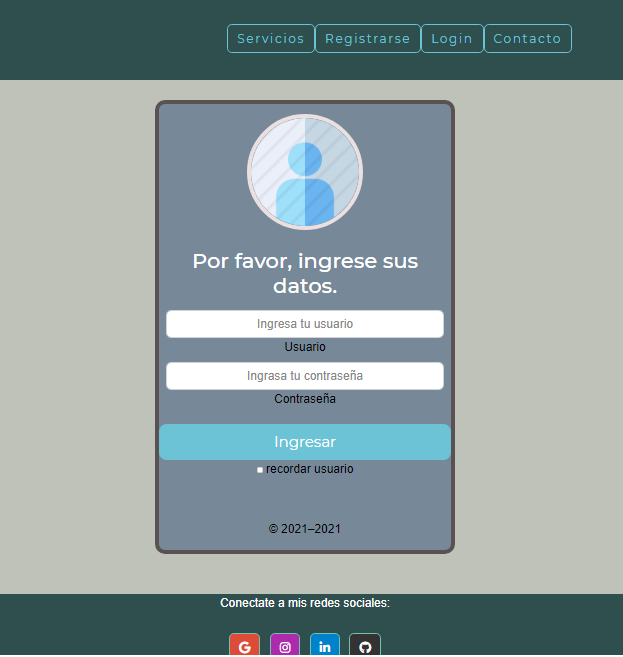 Servicios Registrarse Login Contacto
Por favor, ingrese sus
datos.
Ingresa tu usuario
Usuario
Ingrasa tu contraseña
Contraseña
Ingresar
recordar usuario
© 2021–2021
Conectate a mis redes sociales:
G in